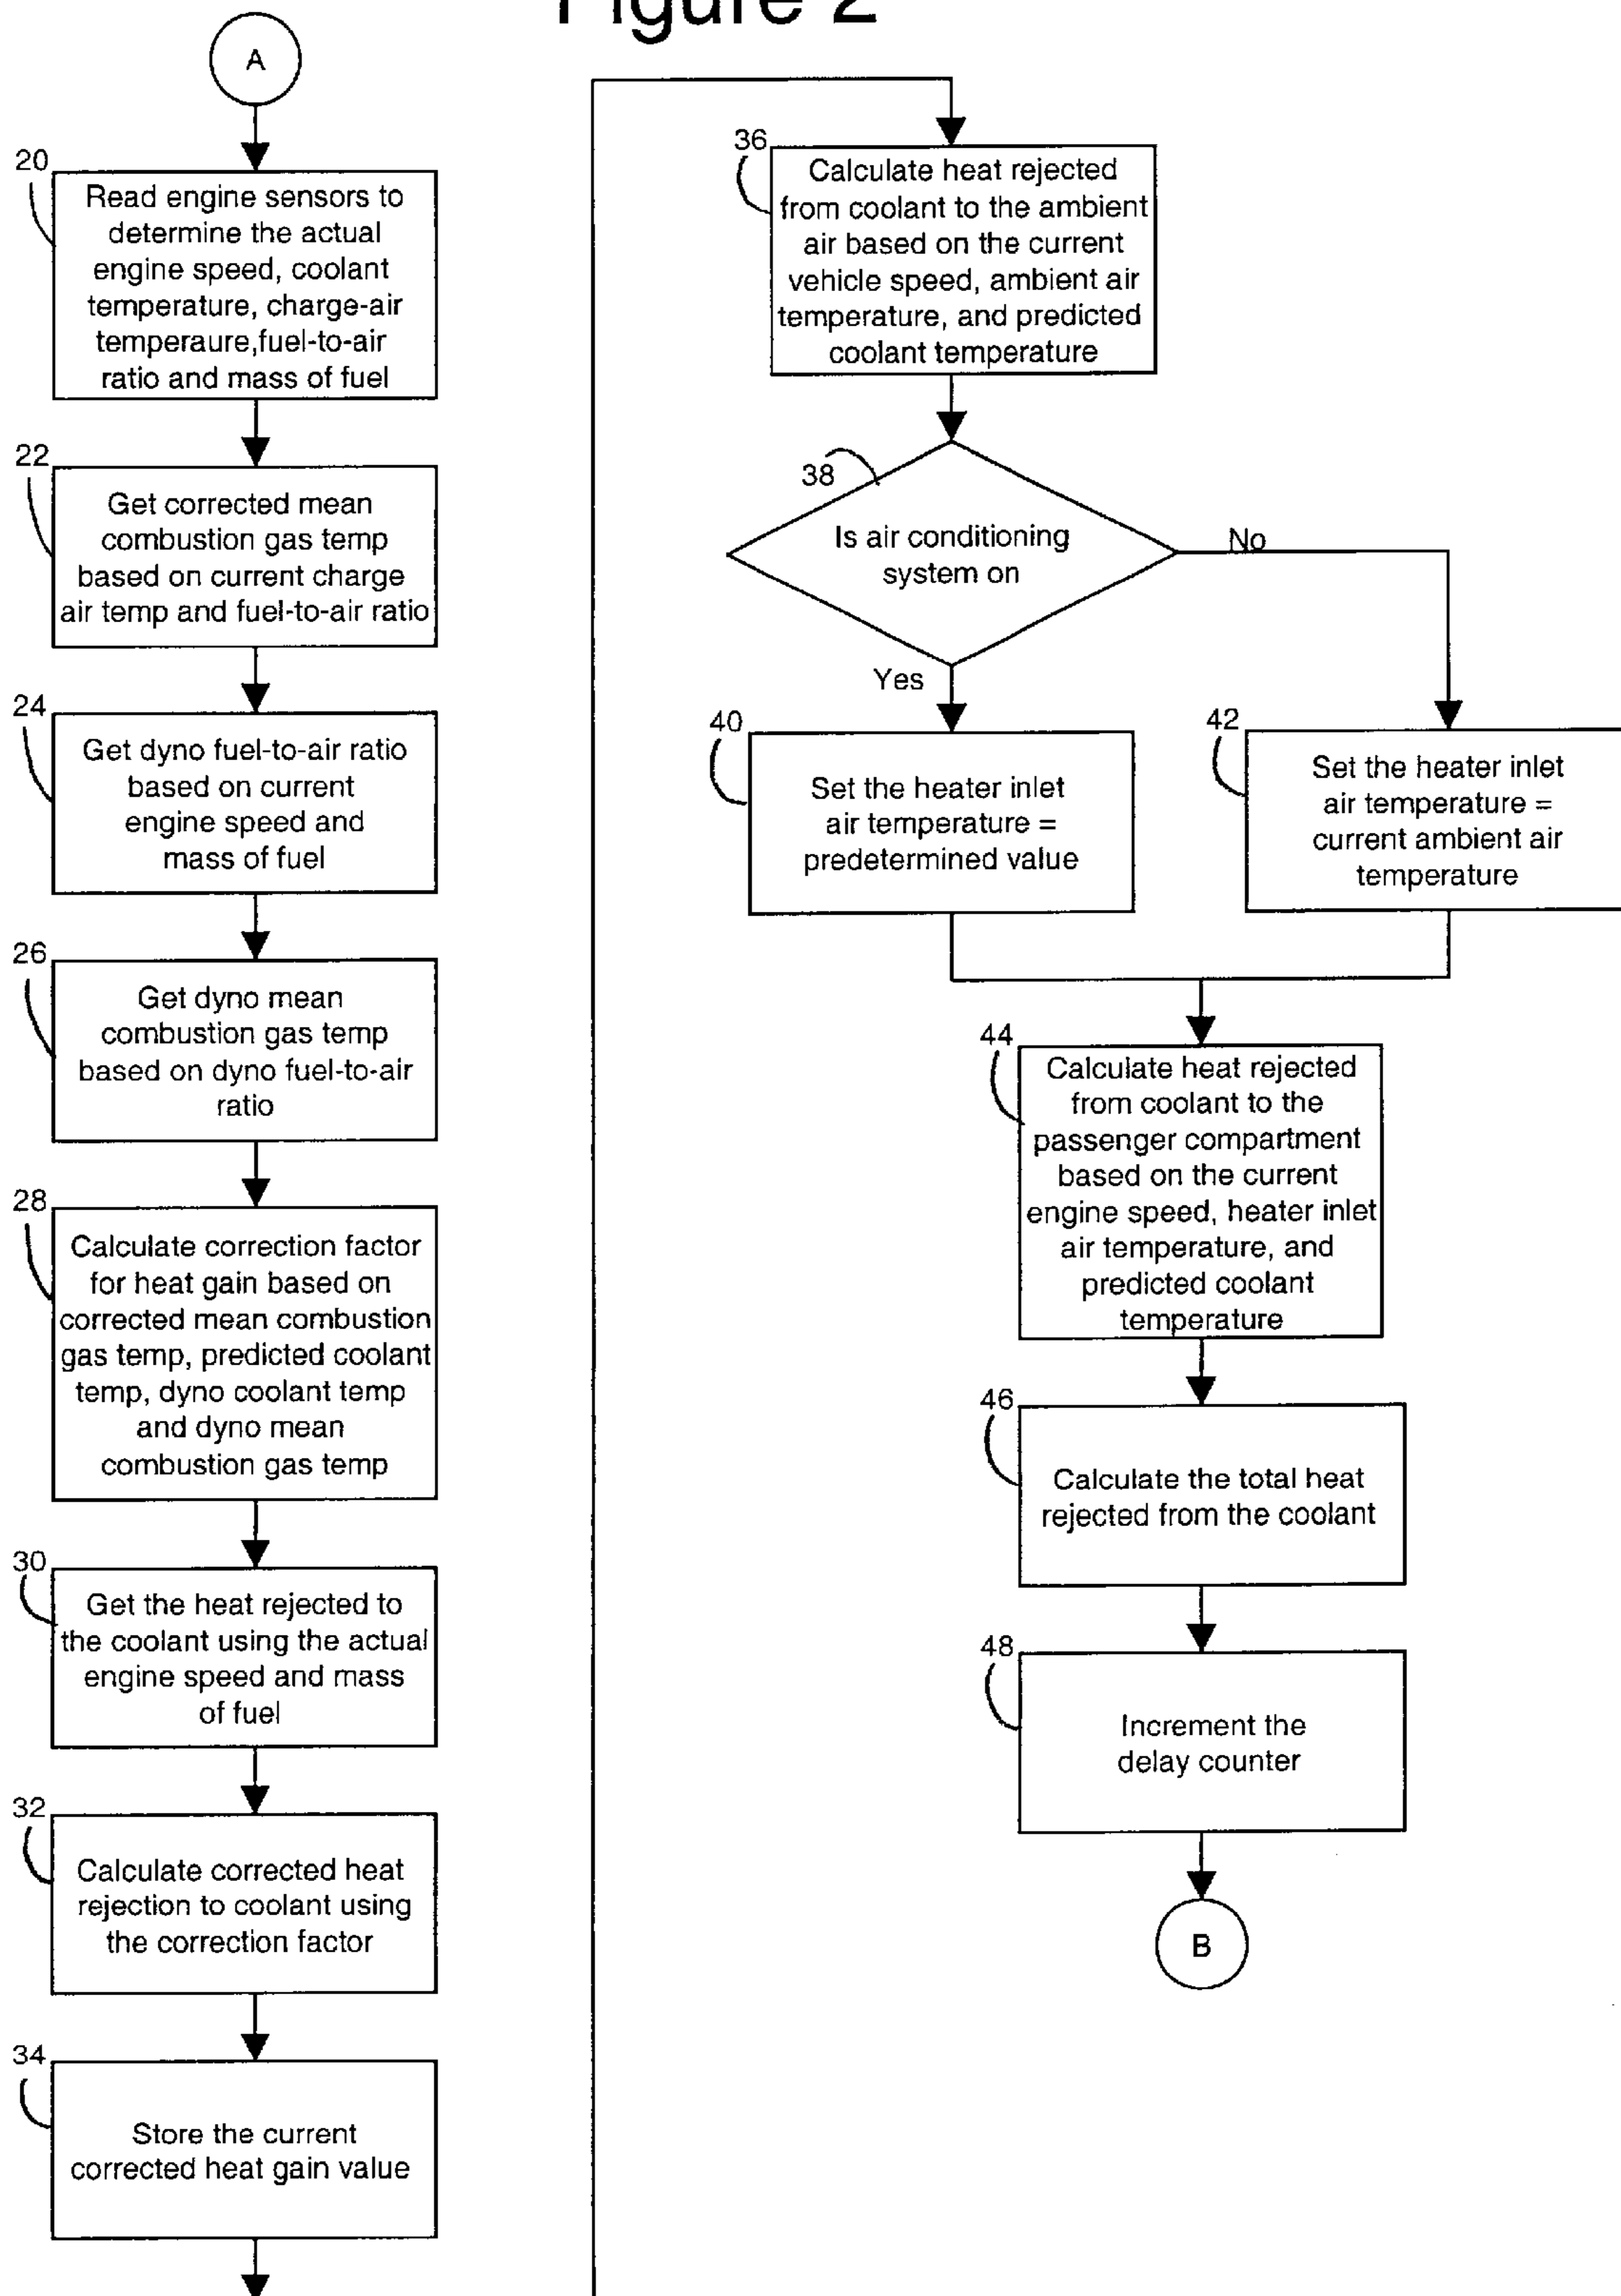 Figure 2
A
20
Read engine sensors to
determine the actual
engine speed, coolant
temperature, charge-air
temperaure,fuel-to-air
ratio and mass of fuel
22
Get corrected mean
combustion gas temp
based on current charge
air temp and fuel-to-air ratio
24
Get dyno fuel-to-air ratio
based on current
engine speed and
mass of fuel
26
Get dyno mean
combustion gas temp
based on dyno fuel-to-air
ratio
28
Calculate correction factor
for heat gain based on
corrected mean combustion
gas temp, predicted coolant
temp, dyno coolant temp
and dyno mean
combustion gas temp
30
Get the heat rejected to
the coolant using the actual
engine speed and mass
of fuel
32
Calculate corrected heat
rejection to coolant using
the correction factor
34
Store the current
corrected heat gain value
36
Calculate heat rejected
from coolant to the ambient
air based on the current
vehicle speed, ambient air
temperature, and predicted
coolant temperature
38
Is air conditioning
system on
No
Yes
40
Set the heater inlet
air temperature =
predetermined value
42
Set the heater inlet
air temperature =
current ambient air
temperature
44
Calculate heat rejected
from coolant to the
passenger compartment
based on the current
engine speed, heater inlet
air temperature, and
predicted coolant
temperature
46
Calculate the total heat
rejected from the coolant
48
Increment the
delay counter
B